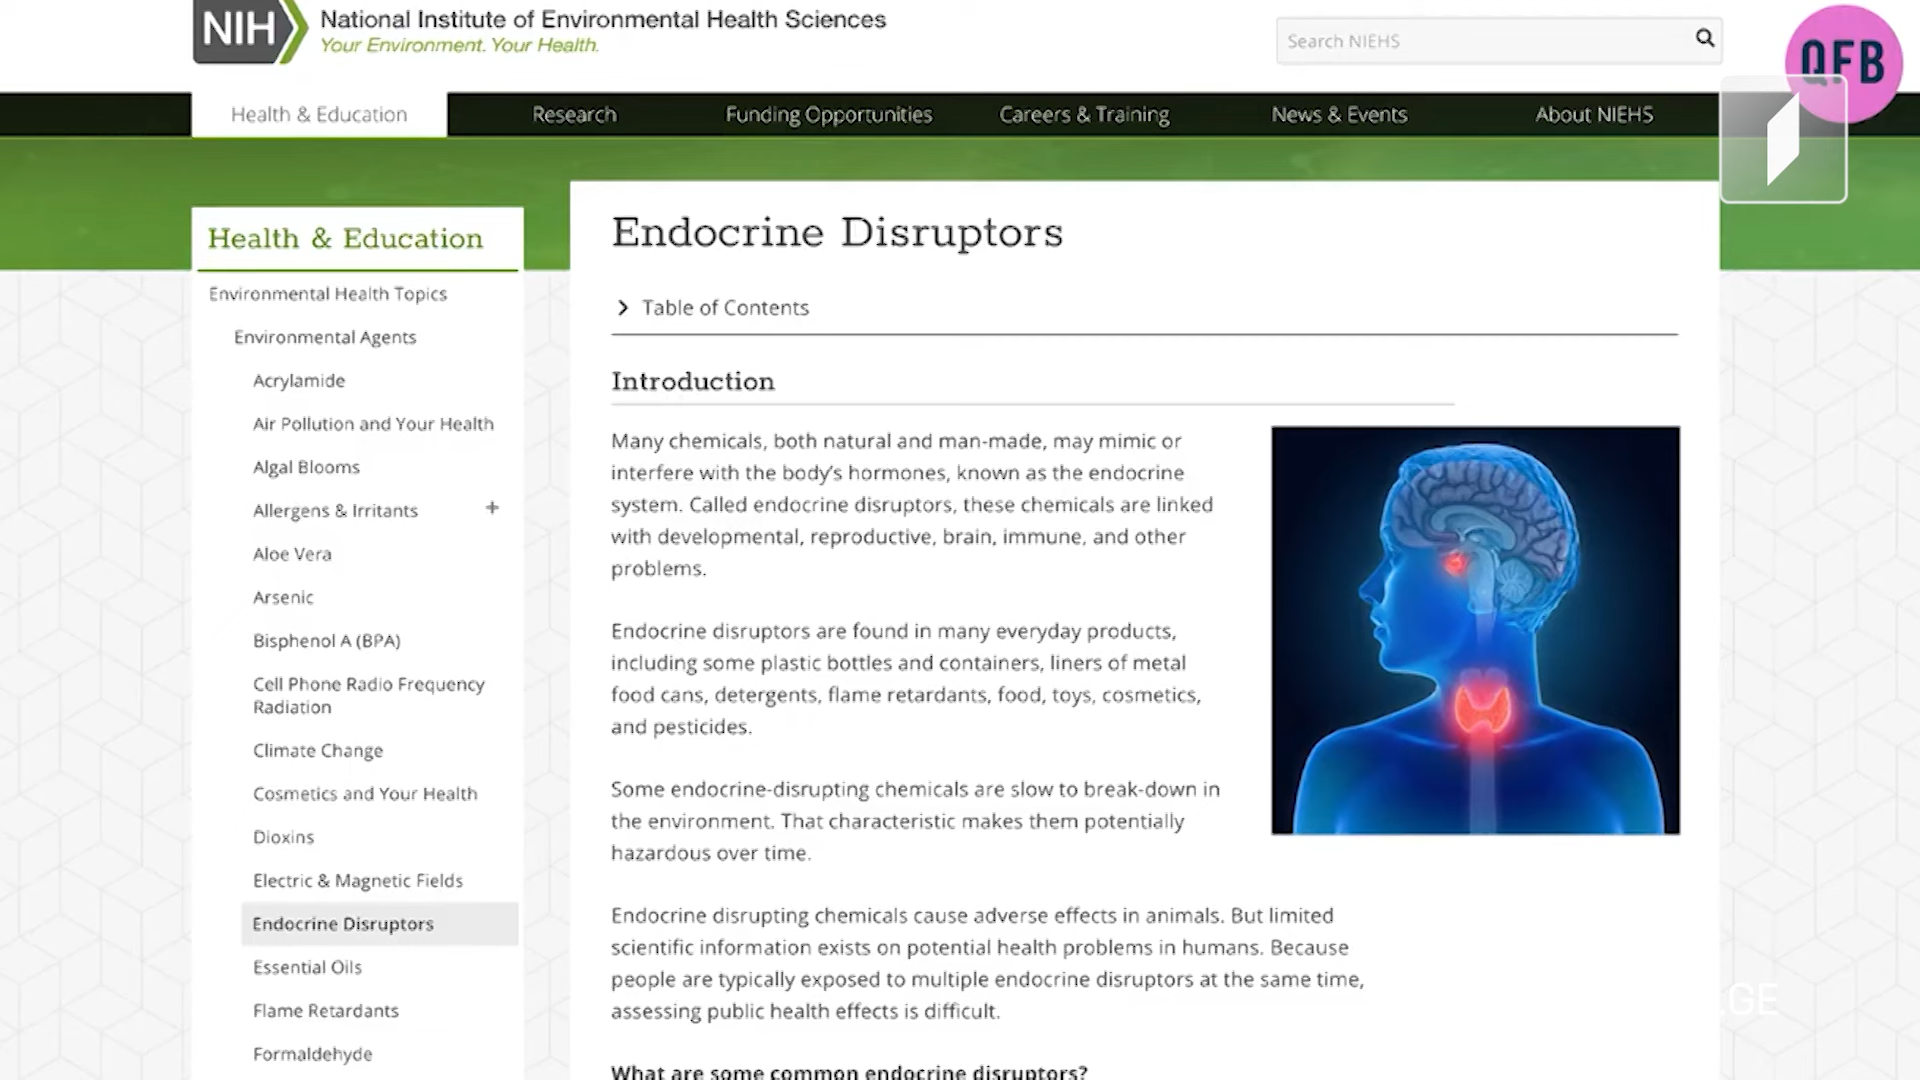 NIH
National Institute of Environmental Health Sciences
Your Environment. Your Health.
Search NIEHS
QFB
Health & Education
Research
Funding Opportunities
Careers & Training
News & Events
About NIEHS
Health & Education
Environmental Health Topics
Environmental Agents
Acrylamide
Air Pollution and Your Health
Algal Blooms
Allergens & Irritants +
Aloe Vera
Arsenic
Bisphenol A (BPA)
Cell Phone Radio Frequency
Radiation
Climate Change
Cosmetics and Your Health
Dioxins
Electric & Magnetic Fields
Endocrine Disruptors
Essential Oils
Flame Retardants
Formaldehyde
Endocrine Disruptors
Table of Contents
Introduction
Many chemicals, both natural and man-made, may mimic or
interfere with the body’s hormones, known as the endocrine
system. Called endocrine disruptors, these chemicals are linked
with developmental, reproductive, brain, immune, and other
problems.
Endocrine disruptors are found in many everyday products,
including some plastic bottles and containers, liners of metal
food cans, detergents, flame retardants, food, toys, cosmetics,
and pesticides.
Some endocrine-disrupting chemicals are slow to break-down in
the environment. That characteristic makes them potentially
hazardous over time.
Endocrine disrupting chemicals cause adverse effects in animals. But limited
scientific information exists on potential health problems in humans. Because
people are typically exposed to multiple endocrine disruptors at the same time,
assessing public health effects is difficult.
What are some common endocrine disruptors?
.GE